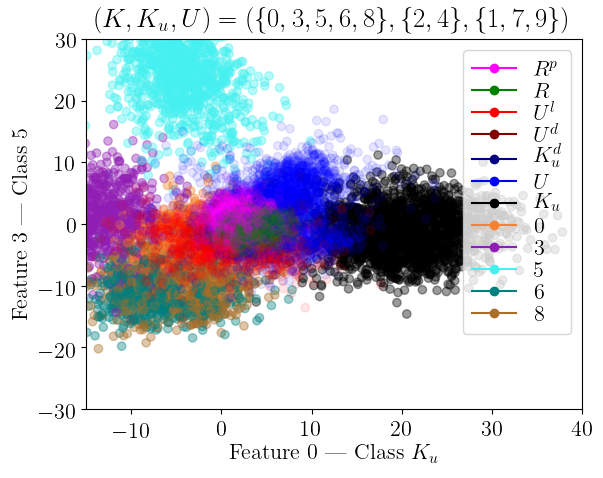 (K, K_u, U) = ({0, 3, 5, 6, 8}, {2, 4}, {1, 7, 9})
30
20
10
0
−10
−20
−30
Feature 3 — Class 5
R^p
R
U^l
U^d
K_u^d
U
K_u
0
3
5
6
8
−10
0
10
20
30
40
Feature 0 — Class K_u